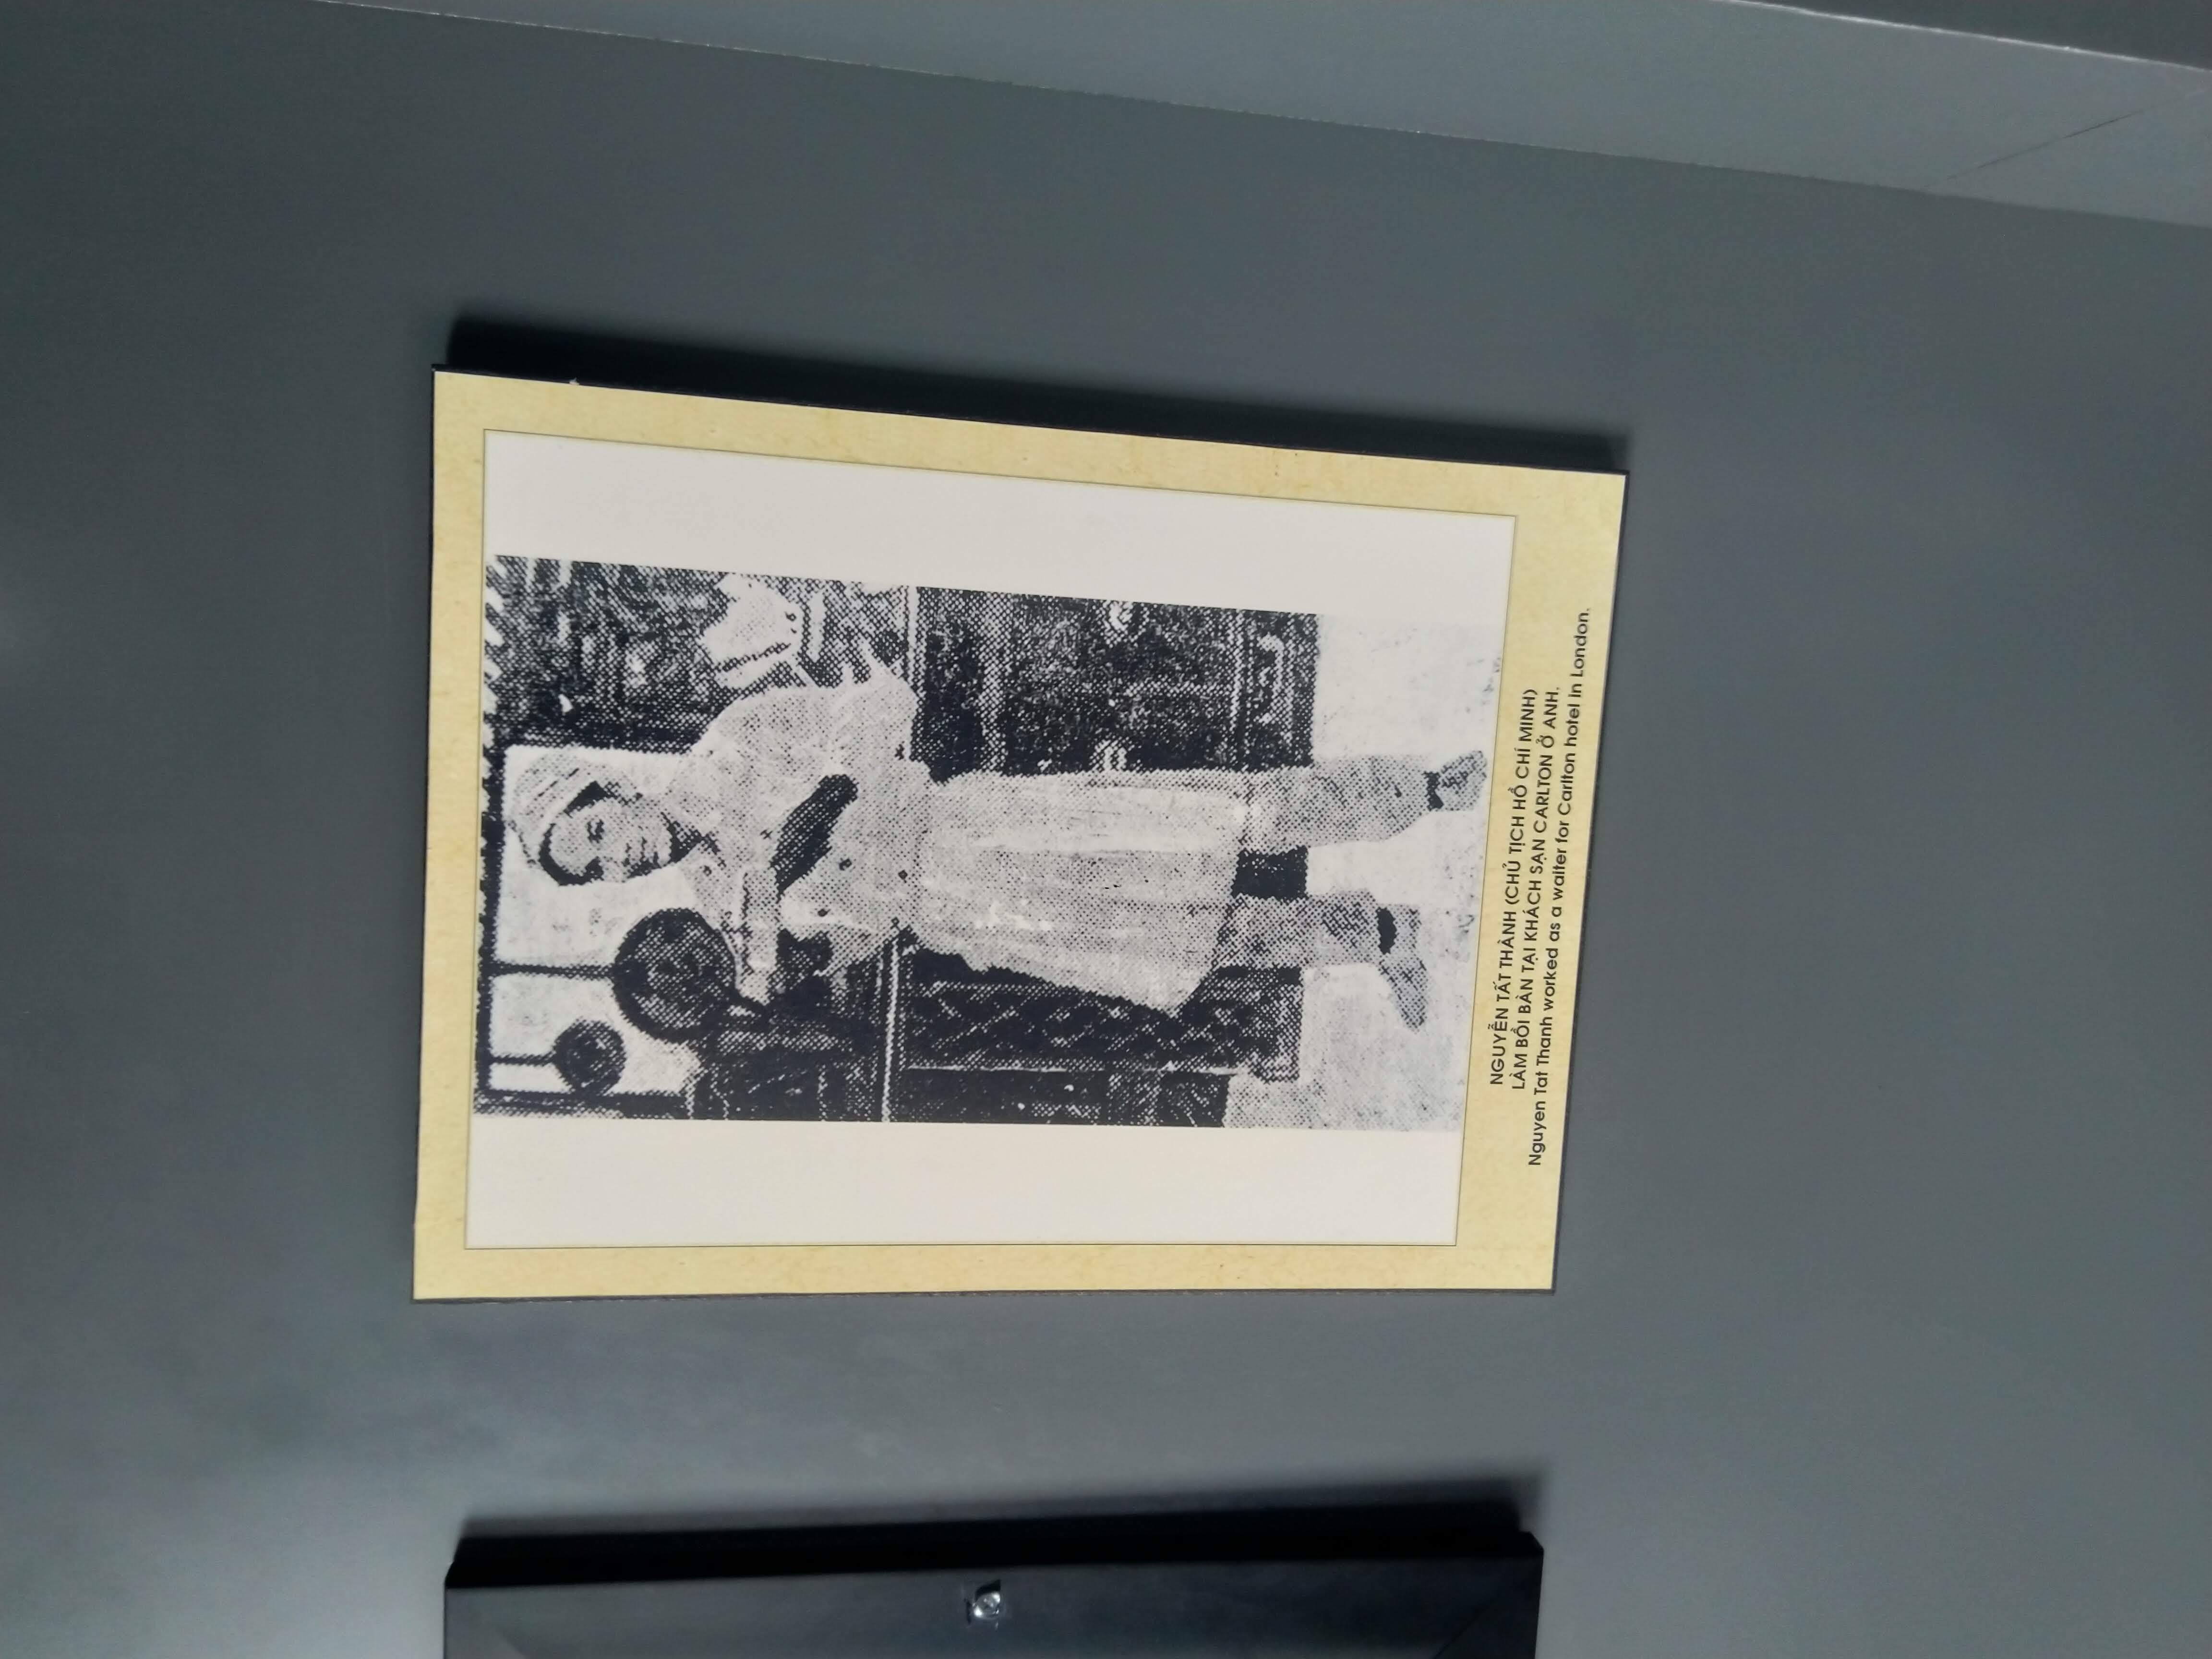 NGUYỄN TẤT THÀNH (CHỦ TỊCH HỒ CHÍ MINH)
LÀM BỒI BÀN TẠI KHÁCH SẠN CARLTON Ở ANH.
Nguyen Tat Thanh worked as a waiter for Carlton hotel in London.